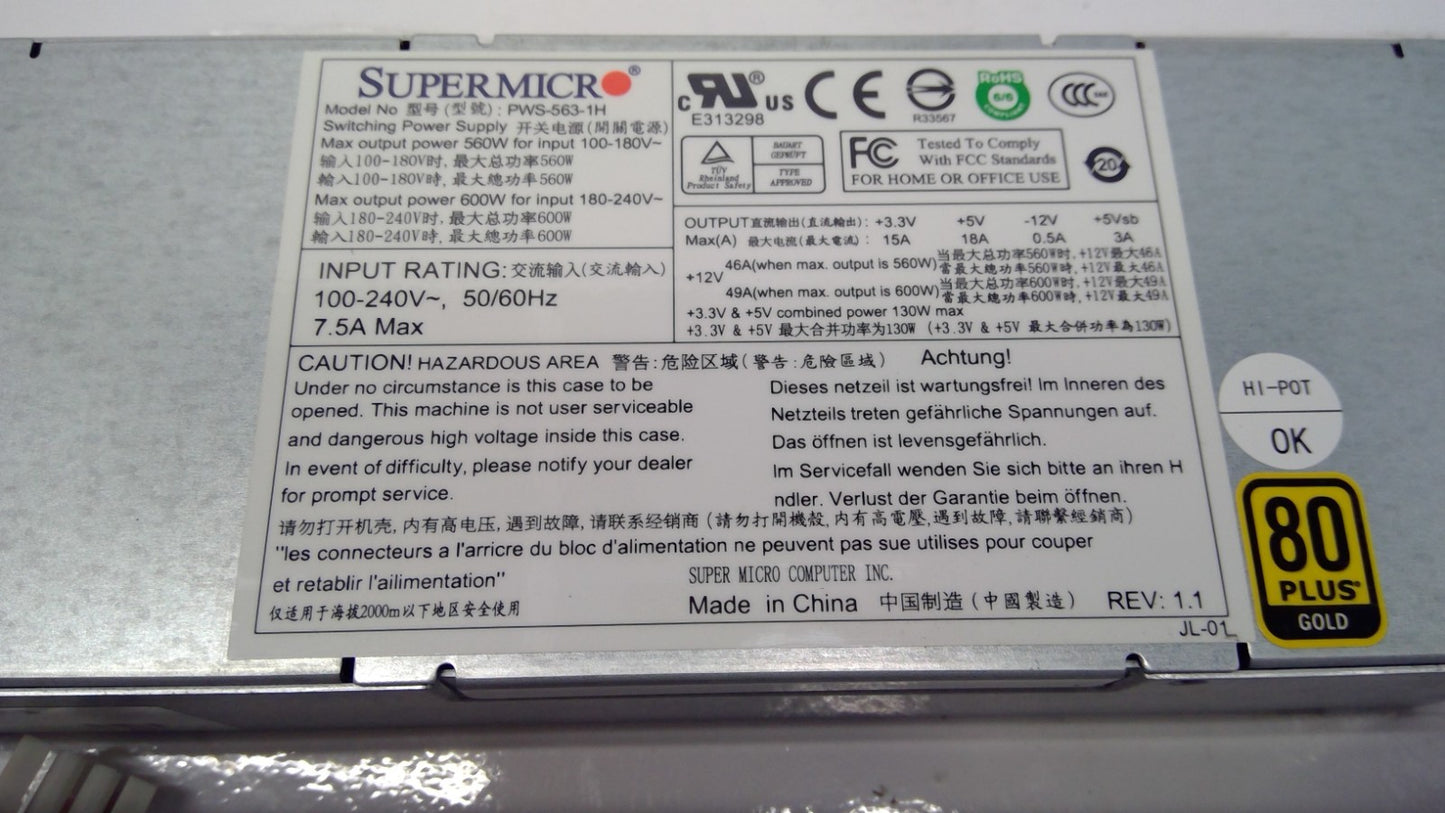 SUPERMICRO®
Model No 型号(型號): PWS-563-1H
Switching Power Supply 开关电源(開關電源)
Max output power 560W for input 100-180V~
输入100-180V时, 最大总功率560W
輸入100-180V時, 最大總功率560W
Max output power 600W for input 180-240V~
输入180-240V时, 最大总功率600W
輸入180-240V時, 最大總功率600W
INPUT RATING: 交流输入(交流輸入)
100-240V~, 50/60Hz
7.5A Max
c RU® US
E313298
CE
R33567
RoHS
6/6
COMPLIANT
CCC
TÜV
Rheinland
Product Safety
BAUART
GEPRÜFT
TYPE
APPROVED
FC Tested To Comply
With FCC Standards
FOR HOME OR OFFICE USE
20
OUTPUT直流输出(直流輸出): +3.3V +5V -12V +5Vsb
Max(A) 最大电流(最大電流): 15A 18A 0.5A 3A
+12V
46A(when max. output is 560W) 当最大总功率560W时, +12V最大46A
當最大總功率560W時, +12V最大46A
49A(when max. output is 600W) 当最大总功率600W时, +12V最大49A
當最大總功率600W時, +12V最大49A
+3.3V & +5V combined power 130W max
+3.3V & +5V 最大合并功率为130W (+3.3V & +5V 最大合併功率為130W)
CAUTION! HAZARDOUS AREA 警告:危险区域(警告:危險區域) Achtung!
Under no circumstance is this case to be
opened. This machine is not user serviceable
and dangerous high voltage inside this case.
In event of difficulty, please notify your dealer
for prompt service.
Dieses netzeil ist wartungsfrei! Im Inneren des
Netzteils treten gefährliche Spannungen auf.
Das öffnen ist levensgefährlich.
Im Servicefall wenden Sie sich bitte an ihren H
ndler. Verlust der Garantie beim öffnen.
请勿打开机壳, 内有高电压, 遇到故障, 请联系经销商 (請勿打開機殼, 内有高電壓, 遇到故障, 請聯繫經銷商)
"les connecteurs a l'arricre du bloc d'alimentation ne peuvent pas sue utilises pour couper
et retablir l'ailimentation"
SUPER MICRO COMPUTER INC.
仅适用于海拔2000m以下地区安全使用
Made in China 中国制造 (中國製造) REV: 1.1
JL-01
HI-POT
OK
80
PLUS®
GOLD